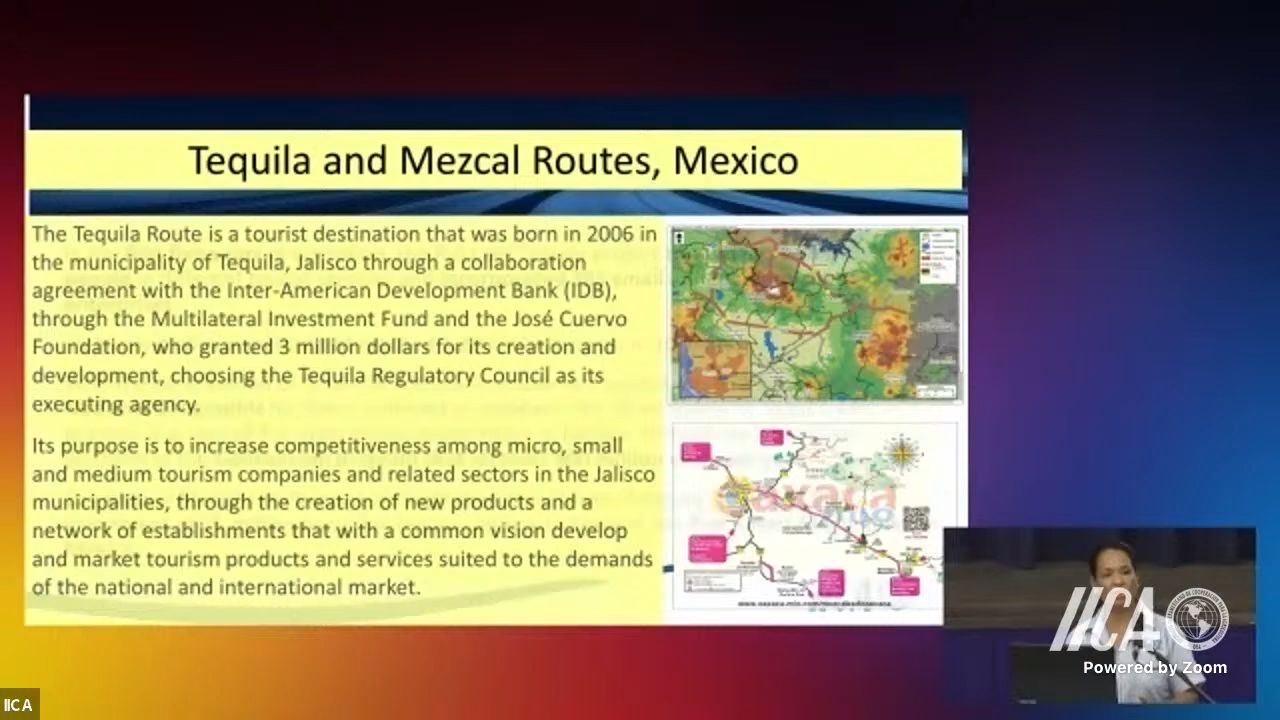 Tequila and Mezcal Routes, Mexico
The Tequila Route is a tourist destination that was born in 2006 in
the municipality of Tequila, Jalisco through a collaboration
agreement with the Inter-American Development Bank (IDB),
through the Multilateral Investment Fund and the José Cuervo
Foundation, who granted 3 million dollars for its creation and
development, choosing the Tequila Regulatory Council as its
executing agency.
Its purpose is to increase competitiveness among micro, small
and medium tourism companies and related sectors in the Jalisco
municipalities, through the creation of new products and a
network of establishments that with a common vision develop
and market tourism products and services suited to the demands
of the national and international market.
oaxaca
IICA
Powered by Zoom
IICA